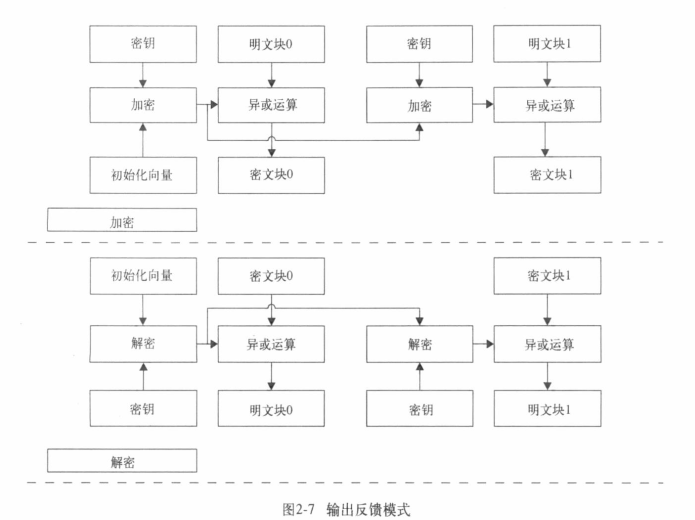 密钥 明文块0 密钥 明文块1
加密 异或运算 加密 异或运算
初始化向量 密文块0 密文块1
加密
初始化向量 密文块0 密文块1
解密 异或运算 解密 异或运算
密钥 明文块0 密钥 明文块1
解密
图2-7 输出反馈模式